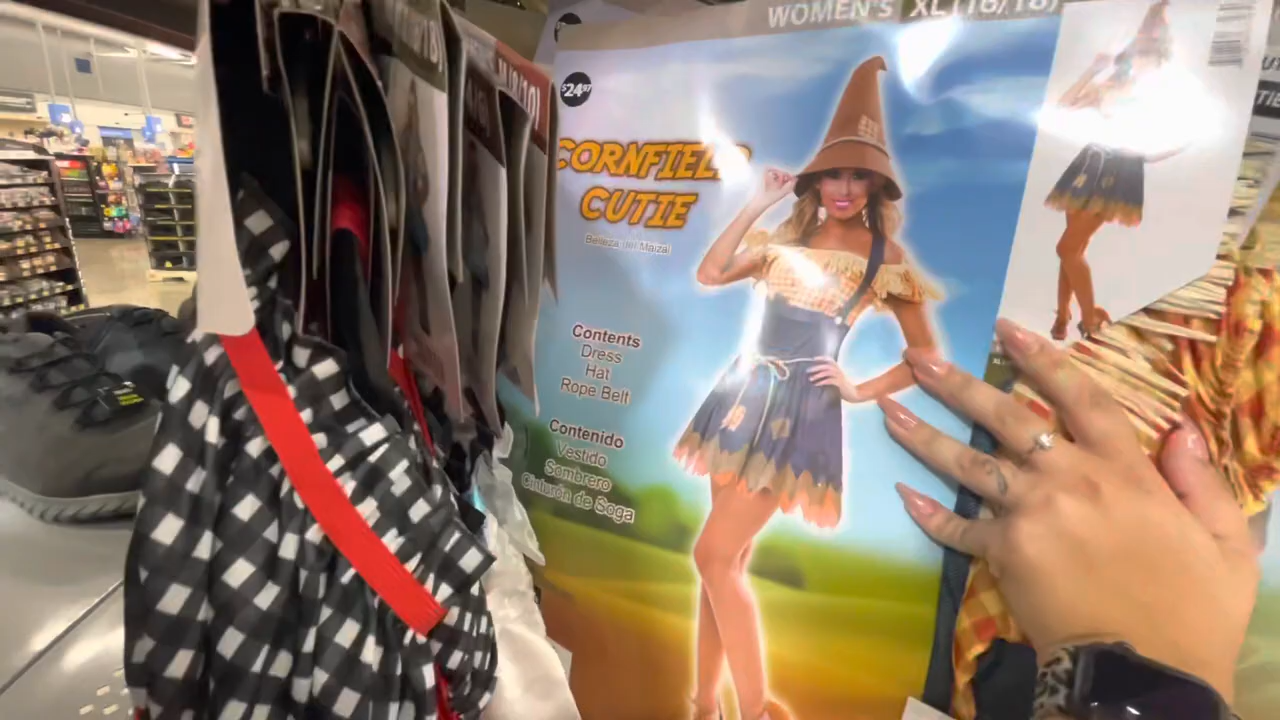 WOMEN'S XL (16/18)
$24.97
CORNFIELD
CUTIE
Belleza del Maizal
Contents
Dress
Hat
Rope Belt
Contenido
Vestido
Sombrero
Cinturón de Soga